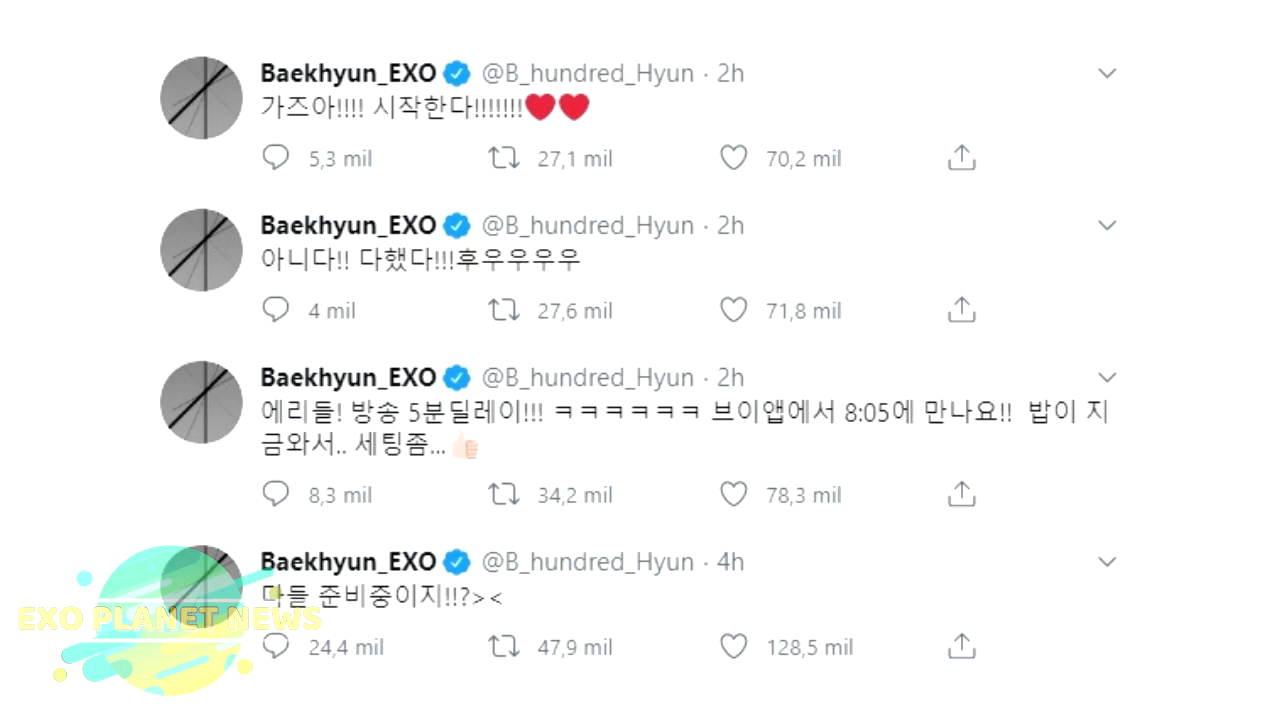 Baekhyun_EXO @B_hundred_Hyun · 2h
가즈아!!!! 시작한다!!!!!!!❤❤
5,3 mil 27,1 mil 70,2 mil
Baekhyun_EXO @B_hundred_Hyun · 2h
아니다!! 다했다!!!후우우우우
4 mil 27,6 mil 71,8 mil
Baekhyun_EXO @B_hundred_Hyun · 2h
에리들! 방송 5분딜레이!!! ㅋㅋㅋㅋㅋㅋ 브이앱에서 8:05에 만나요!! 밥이 지
금와서.. 세팅좀...👍🏻
8,3 mil 34,2 mil 78,3 mil
Baekhyun_EXO @B_hundred_Hyun · 4h
다들 준비중이지!!?><
EXO PLANET NEWS
24,4 mil 47,9 mil 128,5 mil